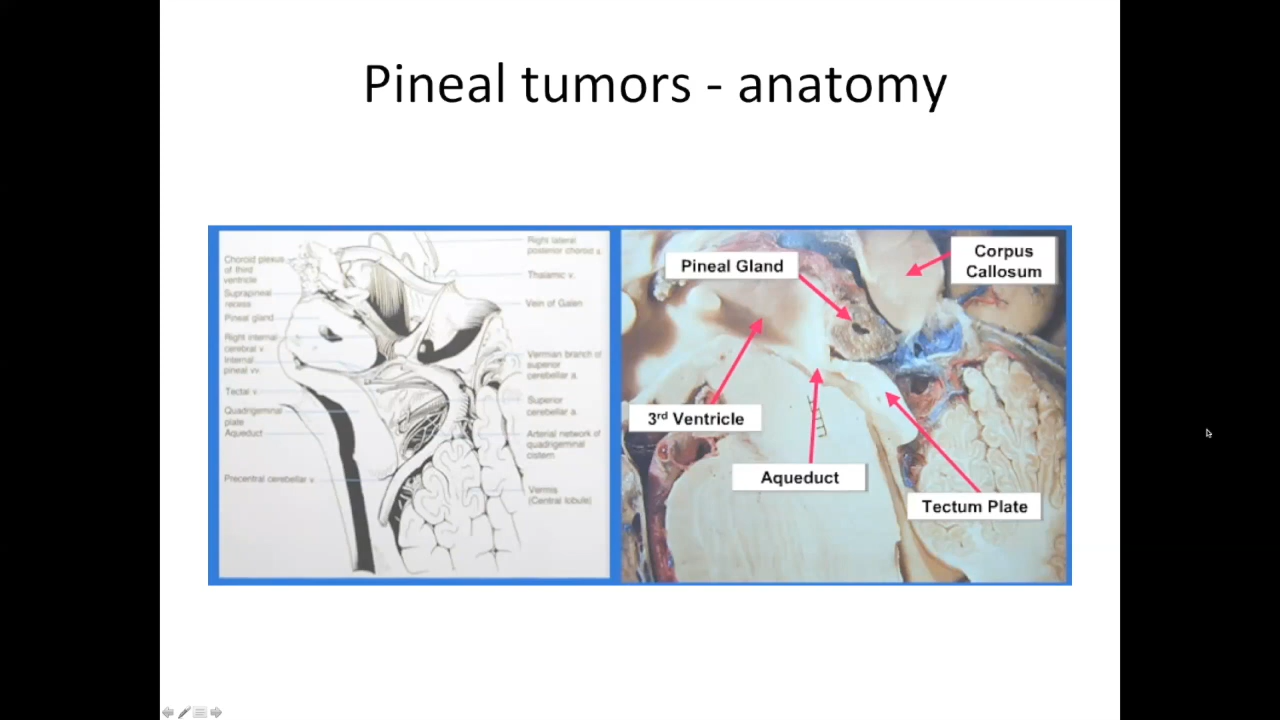 Pineal tumors - anatomy
Choroid plexus
of third
ventricle
Suprapineal
recess
Pineal gland
Right internal
cerebral v.
Internal
pineal vv.
Tectal v.
Quadrigeminal
plate
Aqueduct
Precentral cerebellar v.
Right lateral
posterior choroid a.
Thalamic v.
Vein of Galen
Vermian branch of
superior
cerebellar a.
Superior
cerebellar a.
Arterial network of
quadrigeminal
cistern
Vermis
(Central lobule)
Pineal Gland
Corpus
Callosum
3rd Ventricle
Aqueduct
Tectum Plate